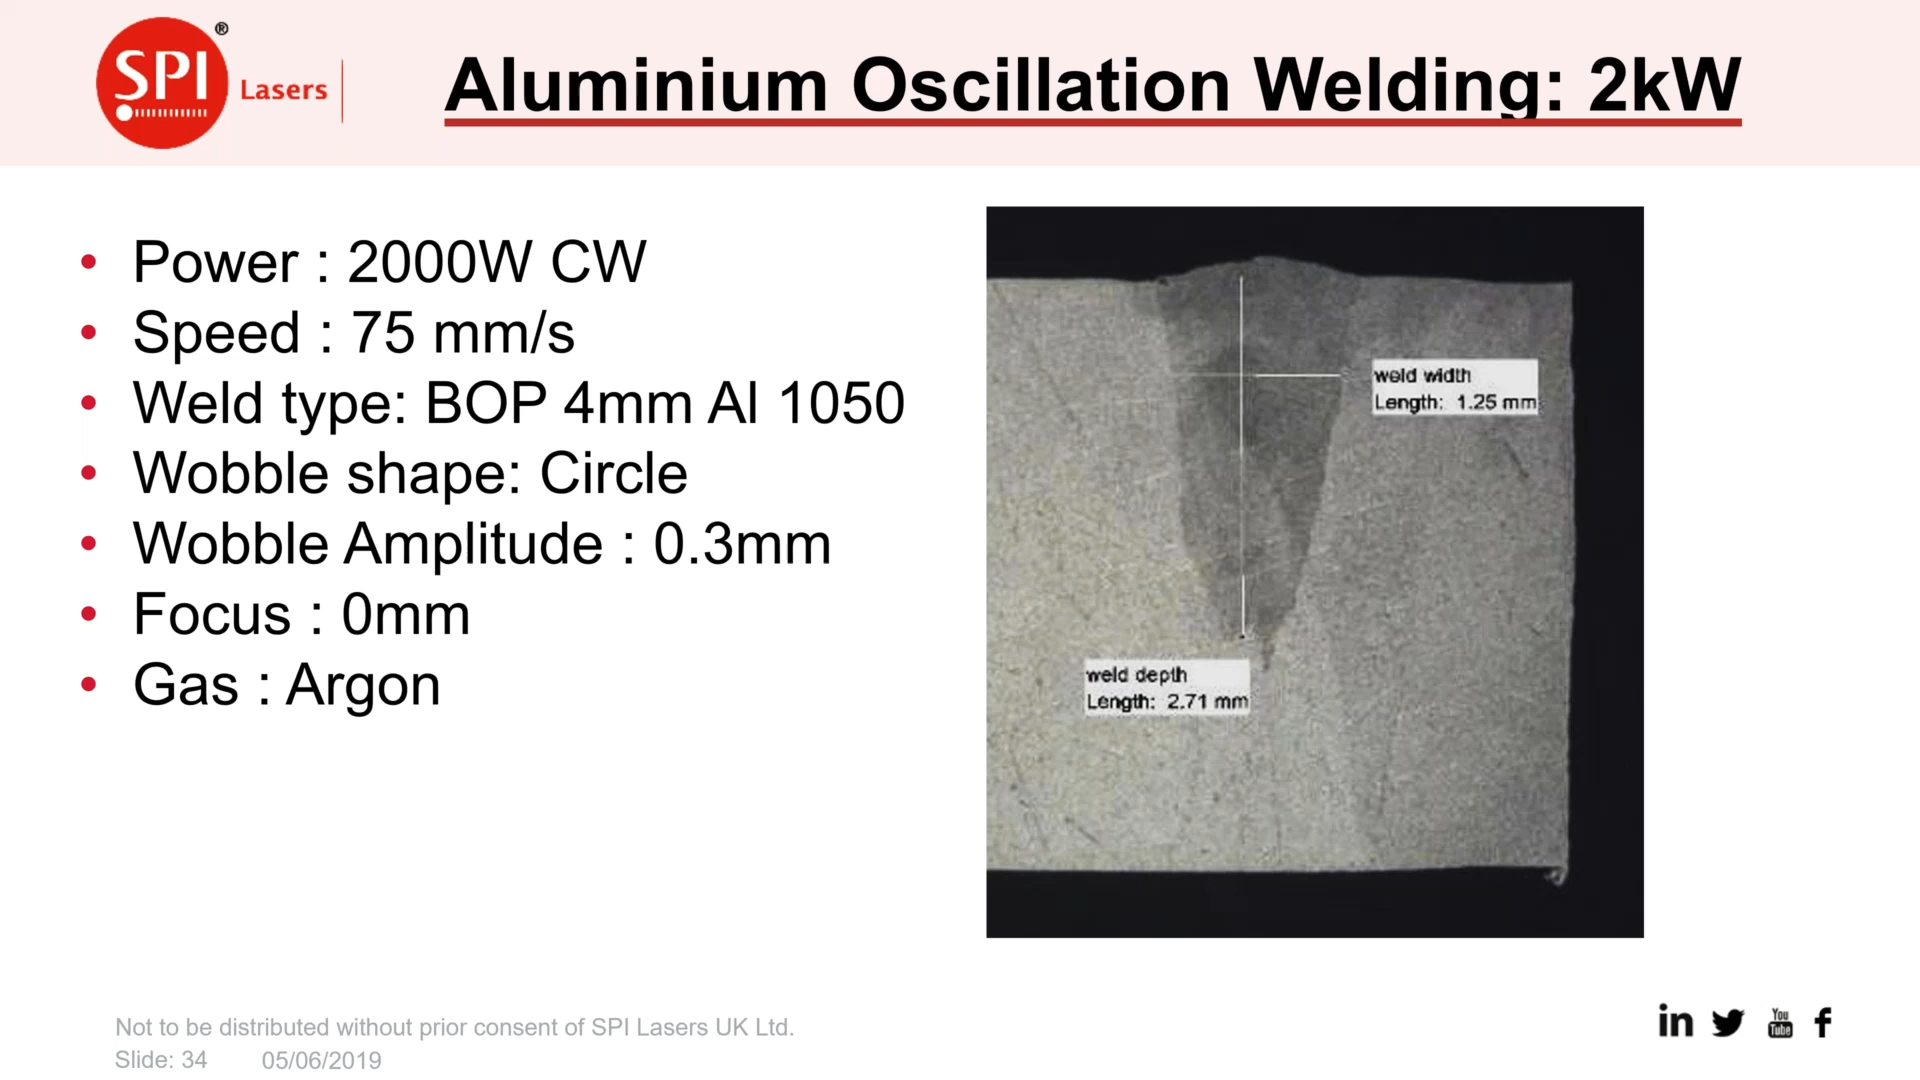 SPI®
Lasers
Aluminium Oscillation Welding: 2kW
• Power : 2000W CW
• Speed : 75 mm/s
• Weld type: BOP 4mm Al 1050
• Wobble shape: Circle
• Wobble Amplitude : 0.3mm
• Focus : 0mm
• Gas : Argon
weld width
Length: 1.25 mm
weld depth
Length: 2.71 mm
Not to be distributed without prior consent of SPI Lasers UK Ltd.
Slide: 34 05/06/2019
in
You
Tube
f